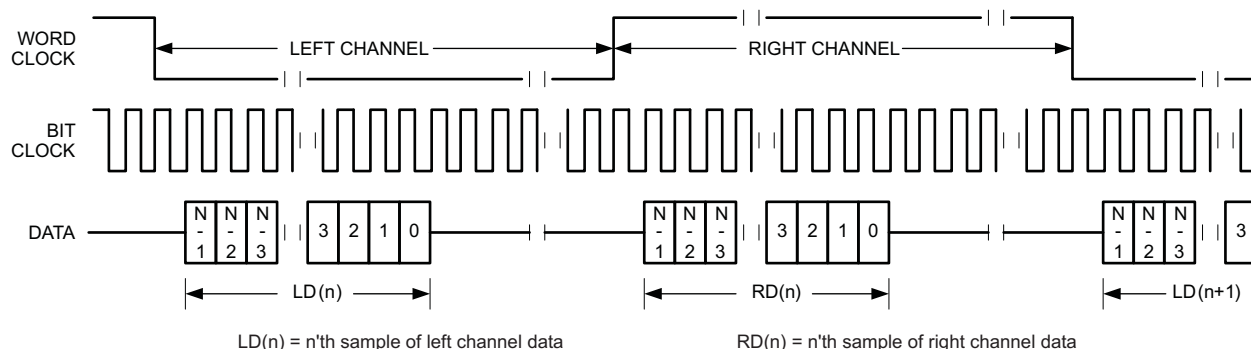 WORD
CLOCK
LEFT CHANNEL
RIGHT CHANNEL
BIT
CLOCK
DATA
N
-
1
N
-
2
N
-
3
3 2 1 0
N
-
1
N
-
2
N
-
3
3 2 1 0
N
-
1
N
-
2
N
-
3
3
LD(n)
RD(n)
LD(n+1)
LD(n) = n'th sample of left channel data
RD(n) = n'th sample of right channel data